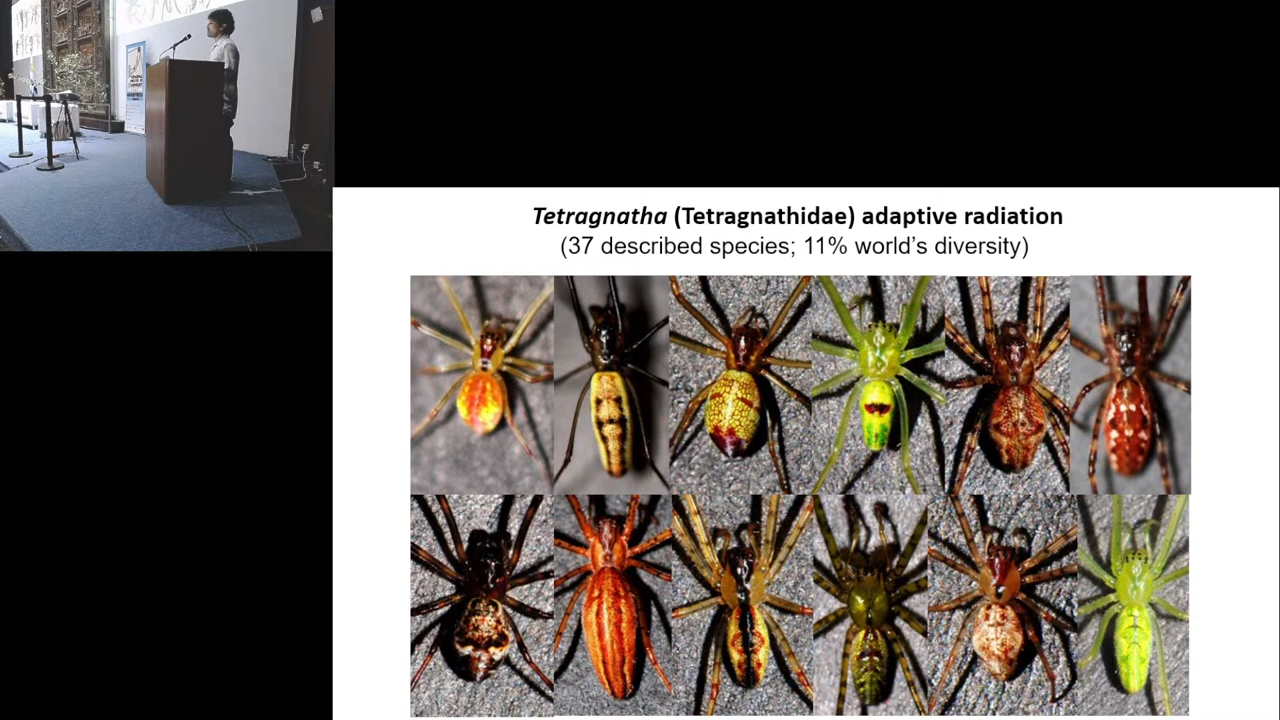 Tetragnatha (Tetragnathidae) adaptive radiation
(37 described species; 11% world's diversity)